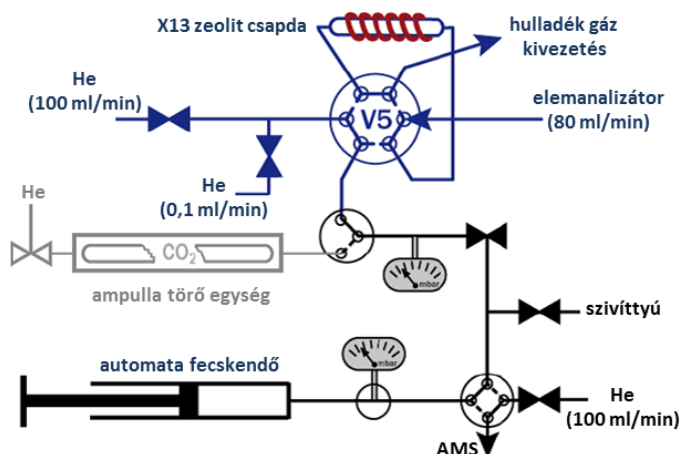 X13 zeolit csapda
hulladék gáz
kivezetés
He
(100 ml/min)
V5
elemanalizátor
(80 ml/min)
He
(0,1 ml/min)
He
CO2
mbar
ampulla törő egység
szivíttyú
mbar
automata fecskendő
He
(100 ml/min)
AMS